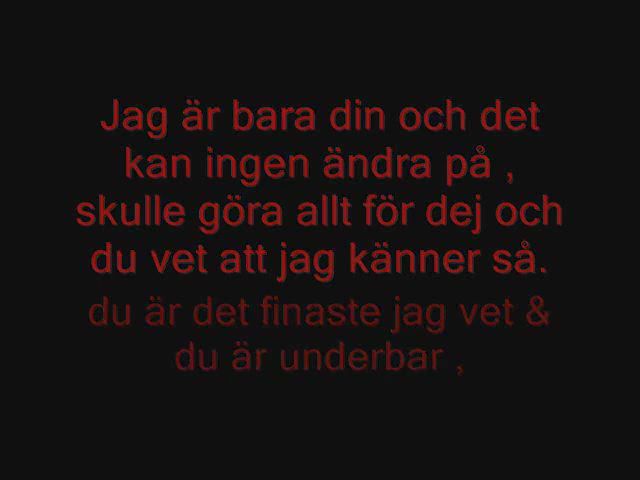 Jag är bara din och det
kan ingen ändra på ,
skulle göra allt för dej och
du vet att jag känner så.
du är det finaste jag vet &
du är underbar ,